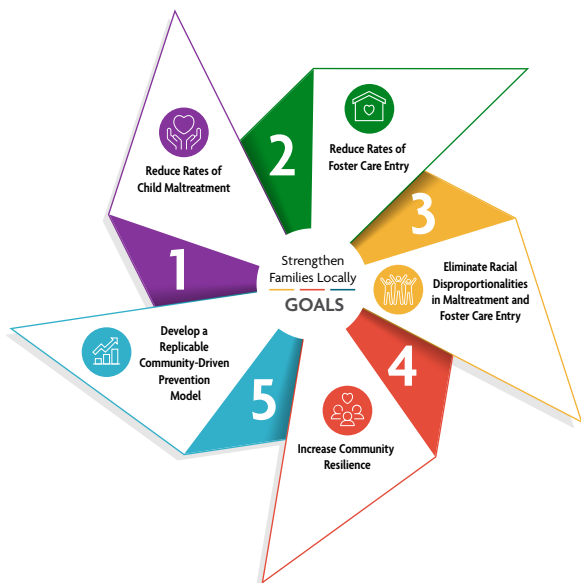 Strengthen
Families Locally
GOALS
1
Reduce Rates of
Child Maltreatment
2
Reduce Rates of
Foster Care Entry
3
Eliminate Racial
Disproportionalities
in Maltreatment and
Foster Care Entry
4
Increase Community
Resilience
5
Develop a
Replicable
Community-Driven
Prevention
Model